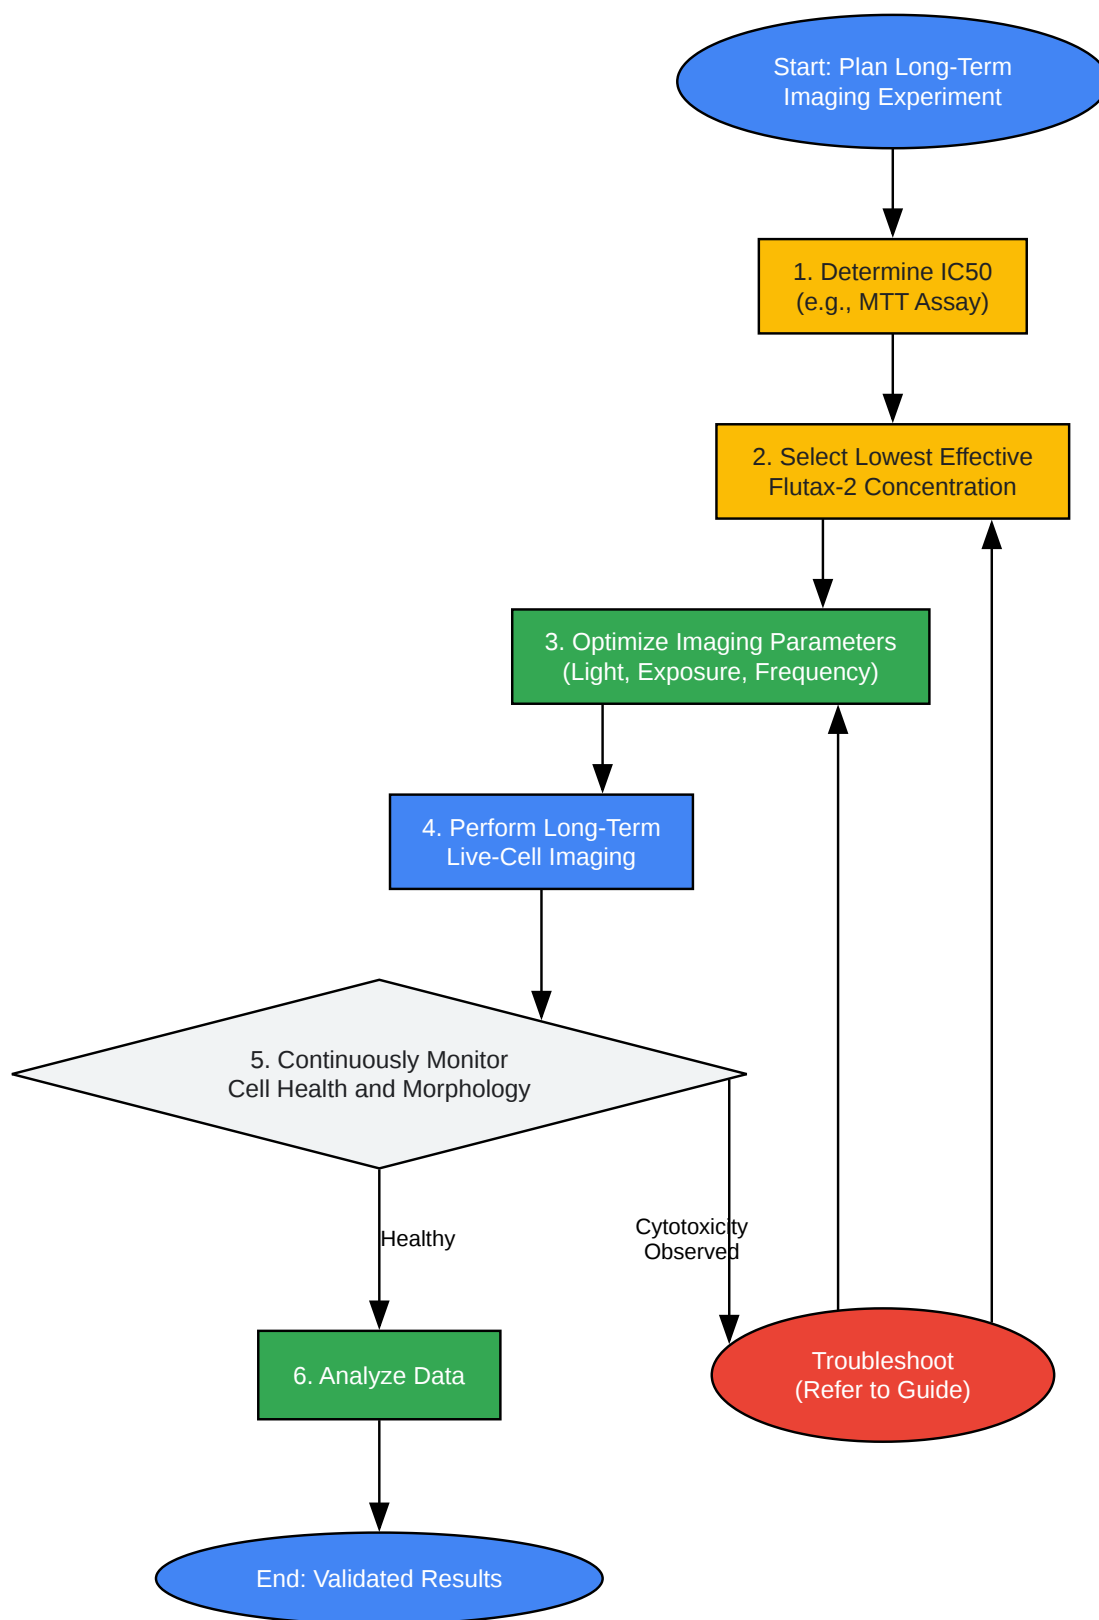 Start: Plan Long-Term
Imaging Experiment
1. Determine IC50
(e.g., MTT Assay)
2. Select Lowest Effective
Flutax-2 Concentration
3. Optimize Imaging Parameters
(Light, Exposure, Frequency)
4. Perform Long-Term
Live-Cell Imaging
5. Continuously Monitor
Cell Health and Morphology
Healthy
Cytotoxicity
Observed
6. Analyze Data
Troubleshoot
(Refer to Guide)
End: Validated Results